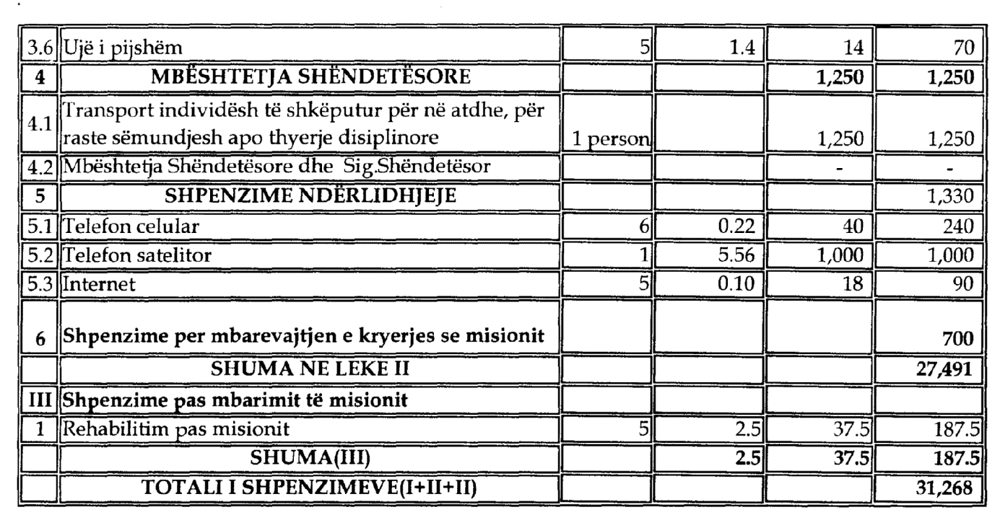 3.6 Ujë i pijshëm 5 1.4 14 70
4 MBËSHTETJA SHËNDETËSORE 1,250 1,250
Transport individësh të shkëputur për në atdhe, për
4.1 raste sëmundjesh apo thyerje disiplinore 1 person 1,250 1,250
4.2 Mbështetja Shëndetësore dhe Sig.Shëndetësor - -
5 SHPENZIME NDËRLIDHJEJE 1,330
5.1 Telefon celular 6 0.22 40 240
5.2 Telefon satelitor 1 5.56 1,000 1,000
5.3 Internet 5 0.10 18 90
6 Shpenzime per mbarevajtjen e kryerjes se misionit 700
SHUMA NE LEKE II 27,491
III Shpenzime pas mbarimit të misionit
1 Rehabilitim pas misionit 5 2.5 37.5 187.5
SHUMA(III) 2.5 37.5 187.5
TOTALI I SHPENZIMEVE(I+II+II) 31,268